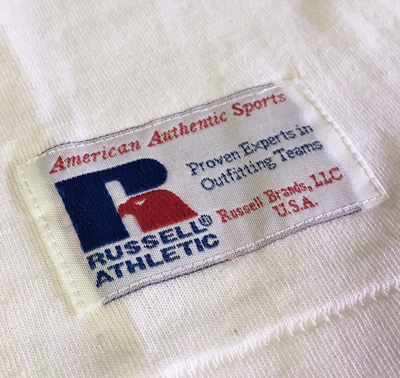 American Authentic Sports
Proven Experts in
Outfitting Teams
RUSSELL®
ATHLETIC
Russell Brands, LLC
U.S.A.